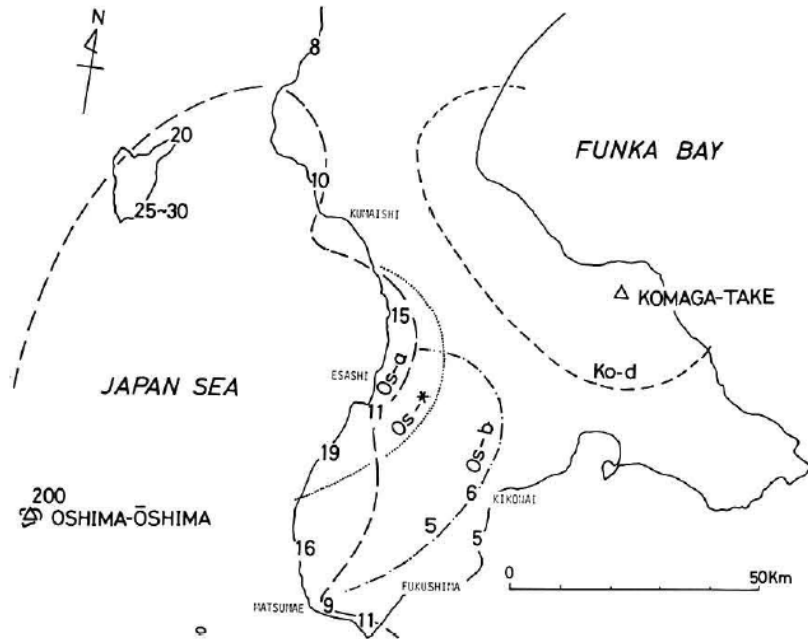 N
8
20
FUNKA BAY
10
25~30
KUMAISHI
KOMAGA-TAKE
15
Ko-d
ESASHI
Os-a
JAPAN SEA
11
Os-*
19
Os-b
200
6
KIKONAI
OSHIMA-ŌSHIMA
5
5
16
0
50Km
FUKUSHIMA
MATSUMAE
9
11